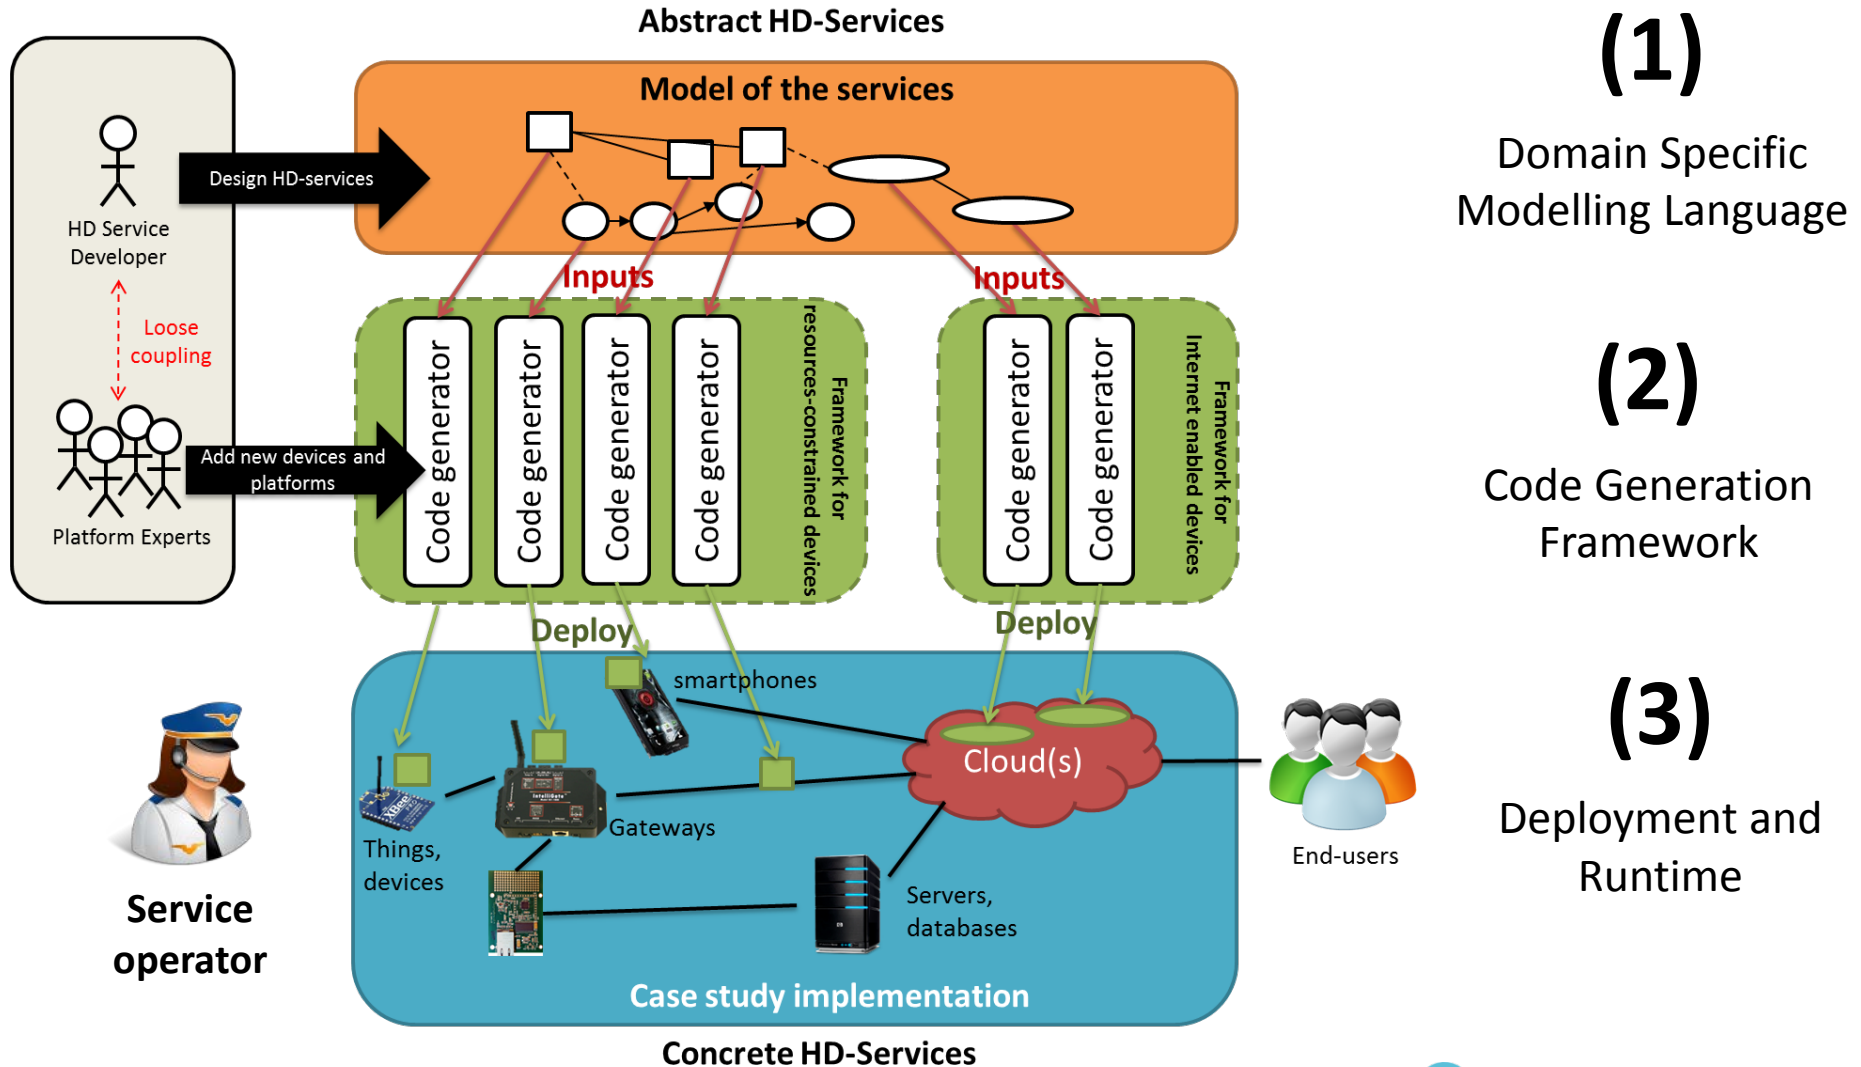 Abstract HD-Services
Model of the services
Design HD-services
HD Service
Developer
Loose
coupling
Add new devices and
platforms
Platform Experts
Inputs
Inputs
Code generator
Code generator
Code generator
Code generator
Framework for
resources-constrained devices
Code generator
Code generator
Framework for
Internet enabled devices
Deploy
Deploy
smartphones
Cloud(s)
XBee
Gateways
Things,
devices
Servers,
databases
Case study implementation
Concrete HD-Services
Service
operator
End-users
(1)
Domain Specific
Modelling Language
(2)
Code Generation
Framework
(3)
Deployment and
Runtime